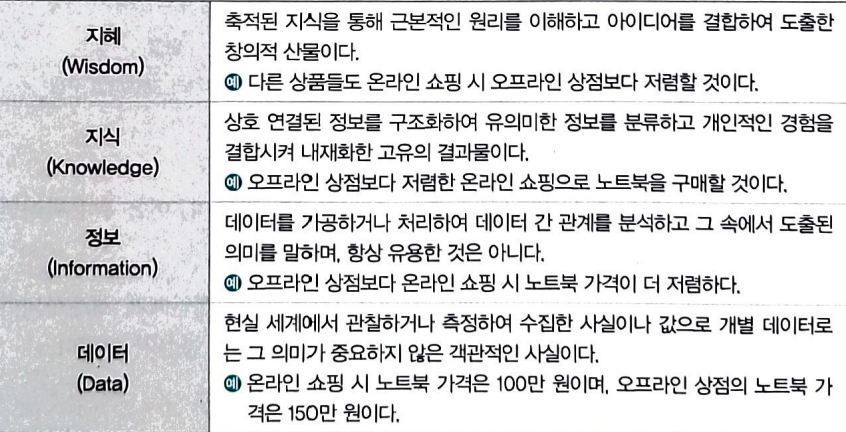 지혜
(Wisdom)
축적된 지식을 통해 근본적인 원리를 이해하고 아이디어를 결합하여 도출한
창의적 산물이다.
예 다른 상품들도 온라인 쇼핑 시 오프라인 상점보다 저렴할 것이다.
지식
(Knowledge)
상호 연결된 정보를 구조화하여 유의미한 정보를 분류하고 개인적인 경험을
결합시켜 내재화한 고유의 결과물이다.
예 오프라인 상점보다 저렴한 온라인 쇼핑으로 노트북을 구매할 것이다.
정보
(Information)
데이터를 가공하거나 처리하여 데이터 간 관계를 분석하고 그 속에서 도출된
의미를 말하며, 항상 유용한 것은 아니다.
예 오프라인 상점보다 온라인 쇼핑 시 노트북 가격이 더 저렴하다.
데이터
(Data)
현실 세계에서 관찰하거나 측정하여 수집한 사실이나 값으로 개별 데이터로
는 그 의미가 중요하지 않은 객관적인 사실이다.
예 온라인 쇼핑 시 노트북 가격은 100만 원이며, 오프라인 상점의 노트북 가
격은 150만 원이다.